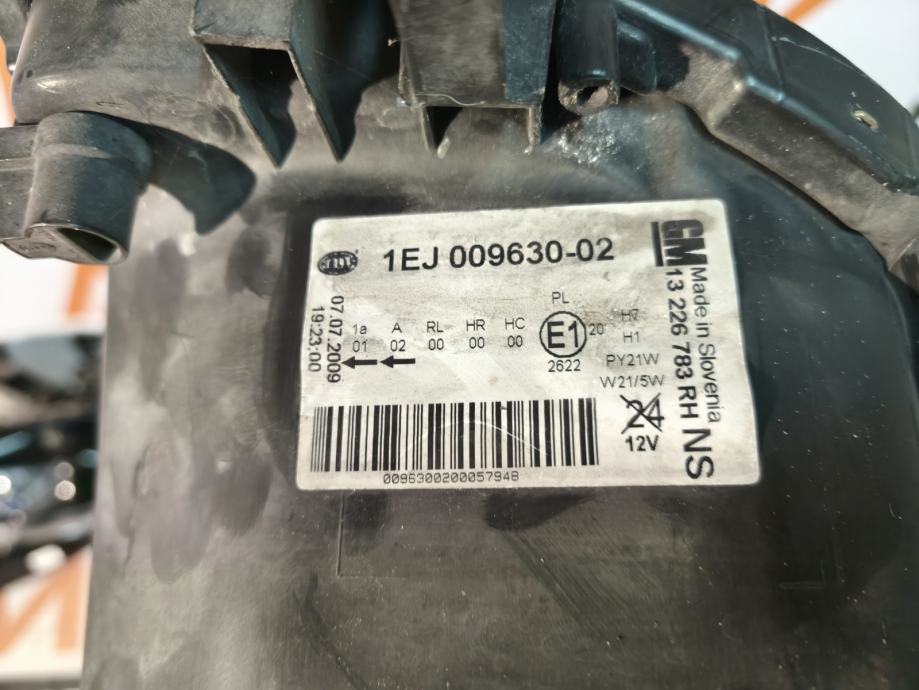 HELLA
1EJ 009630-02
07.07.2009
19:23:00
1a A RL HR HC
01 02 00 00 00
PL
E1
20
2622
H7
H1
PY21W
W21/5W
24
12V
0096300200057948
GM
Made in Slovenia
13 226 783 RH NS